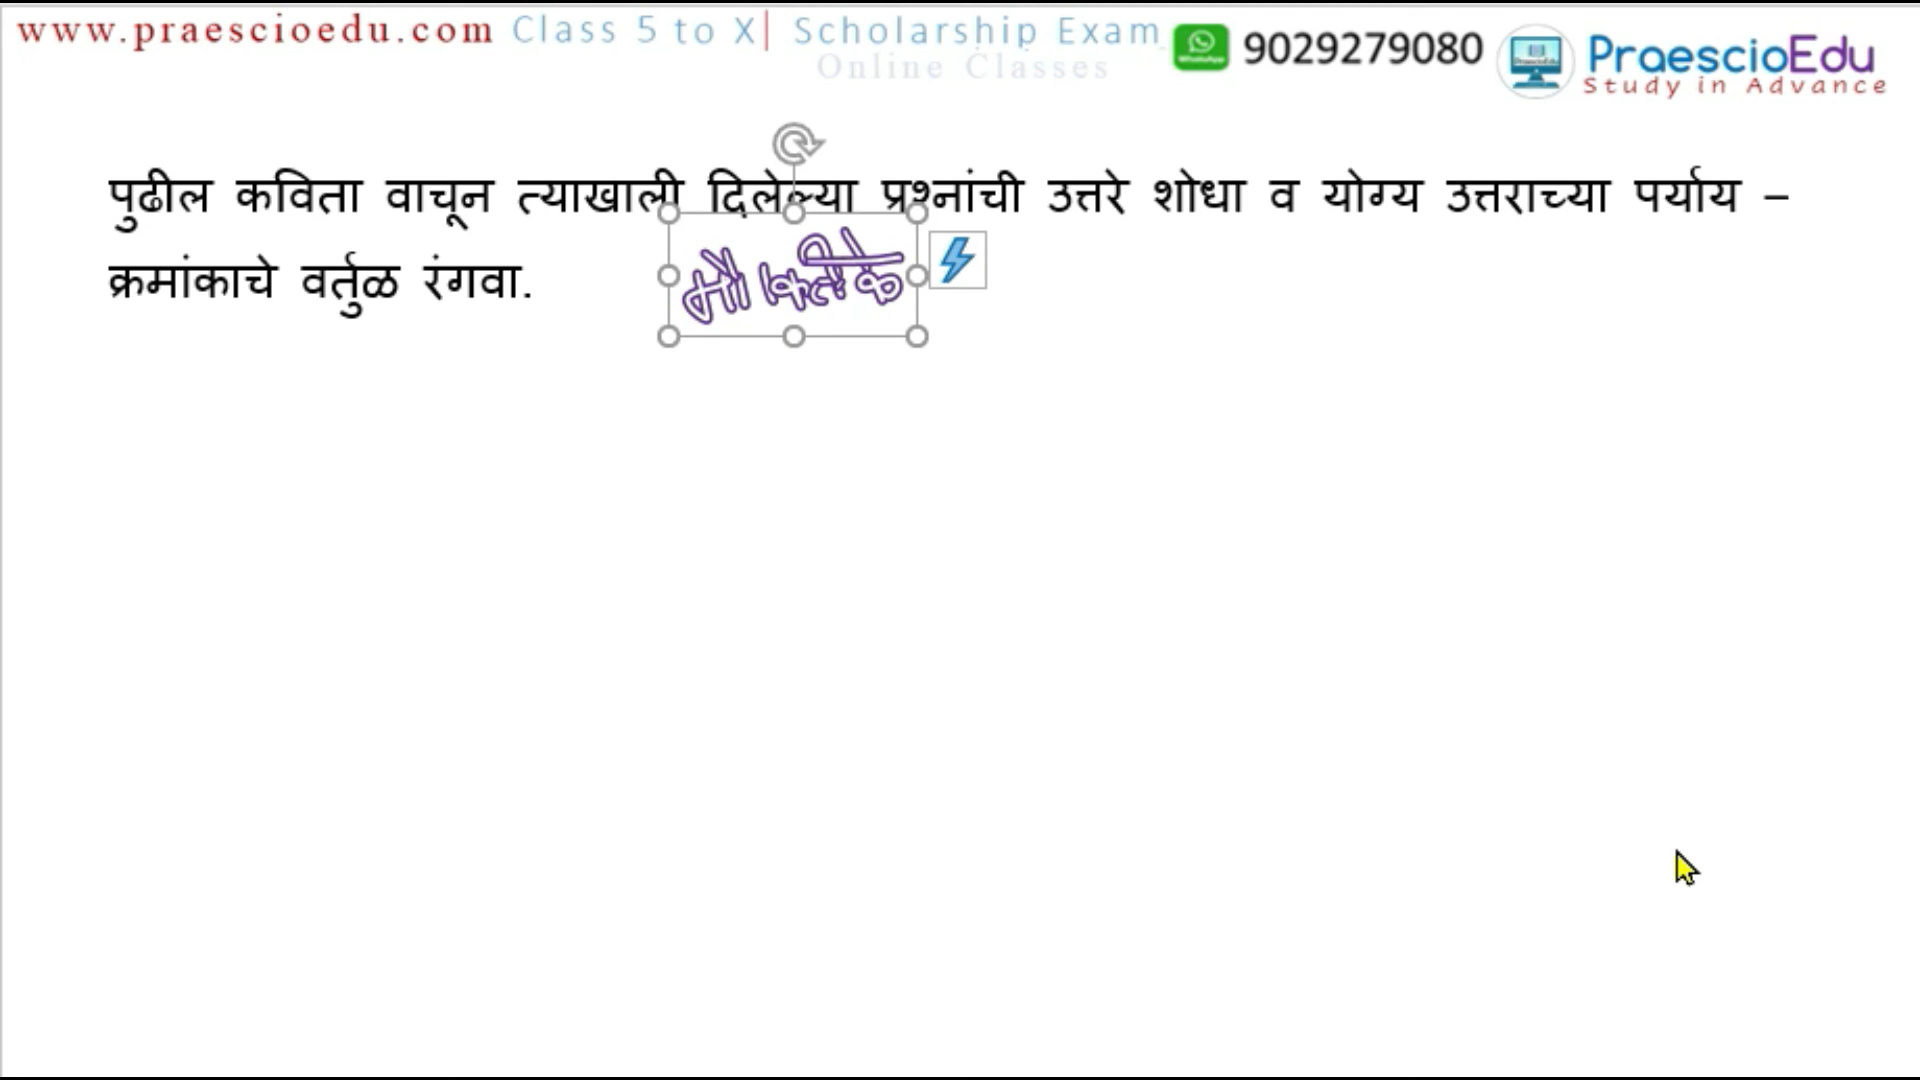 www.praescioedu.com Class 5 to X| Scholarship Exam
Online Classes
WhatsApp
9029279080
PraescioEdu
Study in Advance
पुढील कविता वाचून त्याखाली दिलेल्या प्रश्नांची उत्तरे शोधा व योग्य उत्तराच्या पर्याय –
क्रमांकाचे वर्तुळ रंगवा.